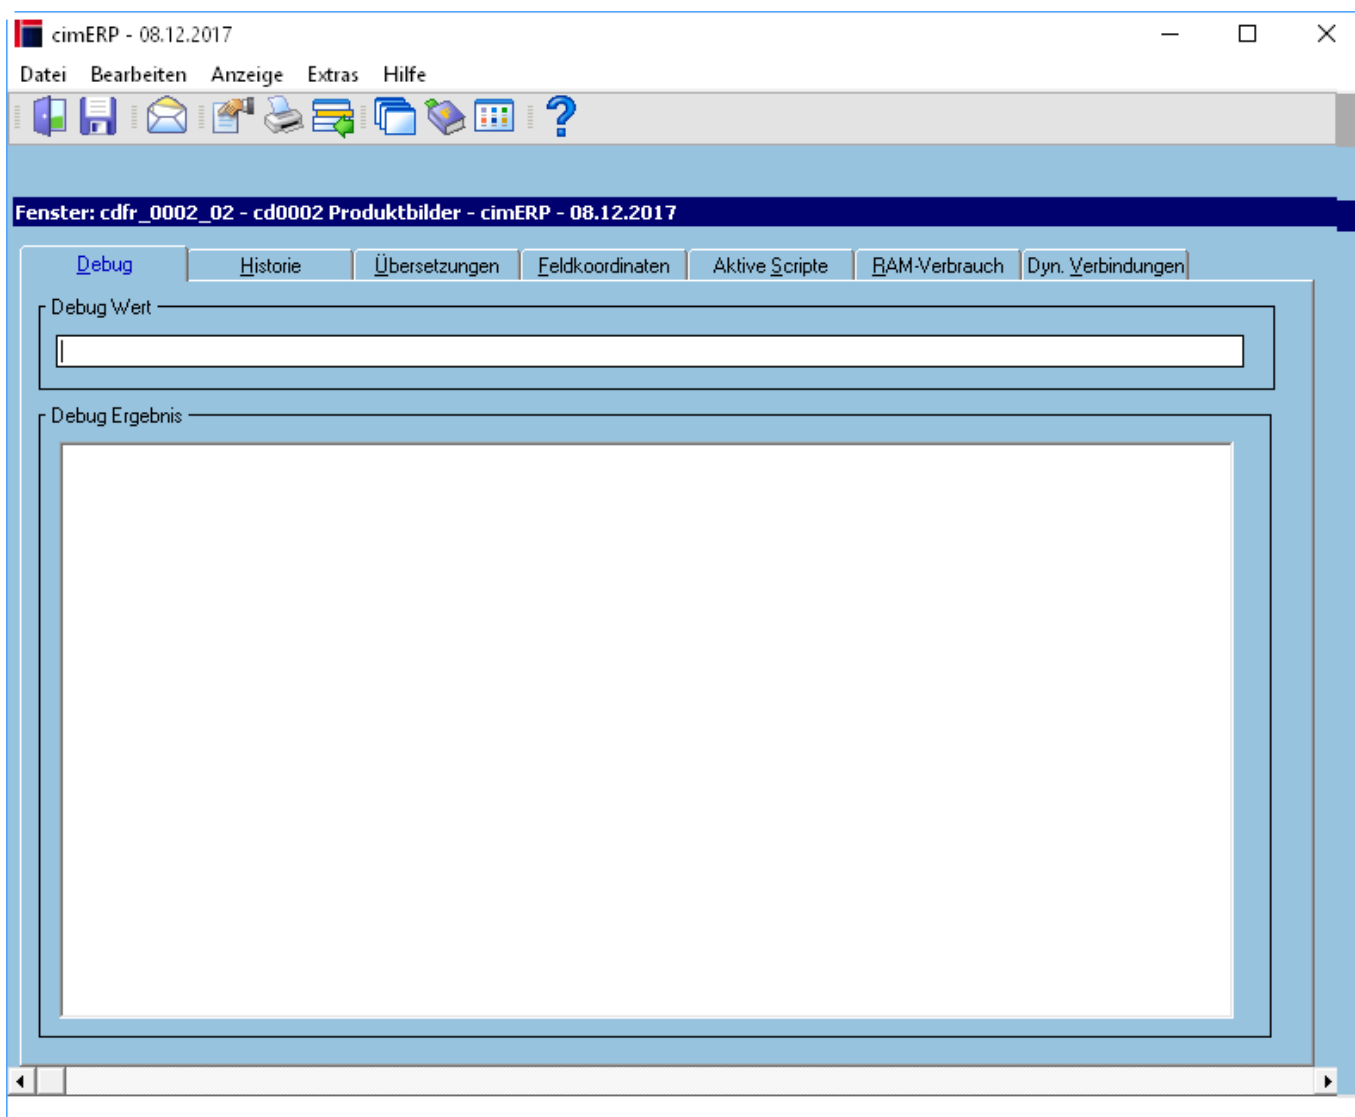 cimERP - 08.12.2017
Datei Bearbeiten Anzeige Extras Hilfe
Fenster: cdfr_0002_02 - cd0002 Produktbilder - cimERP - 08.12.2017
Debug Historie Übersetzungen Feldkoordinaten Aktive Scripte RAM-Verbrauch Dyn. Verbindungen
Debug Wert
Debug Ergebnis